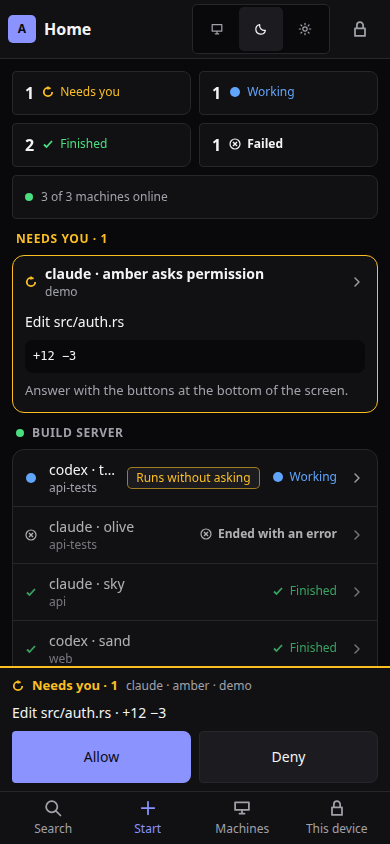 A Home
1 Needs you
1 Working
2 Finished
1 Failed
3 of 3 machines online
NEEDS YOU · 1
claude · amber asks permission
demo
Edit src/auth.rs
+12 −3
Answer with the buttons at the bottom of the screen.
BUILD SERVER
codex · t… Runs without asking Working
api-tests
claude · olive Ended with an error
api-tests
claude · sky Finished
api
codex · sand Finished
web
Needs you · 1 claude · amber · demo
Edit src/auth.rs · +12 −3
Allow Deny
Search Start Machines This device